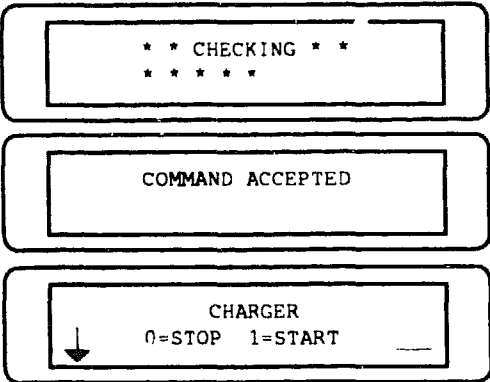 * * CHECKING * *
* * * * *
COMMAND ACCEPTED
CHARGER
0=STOP 1=START